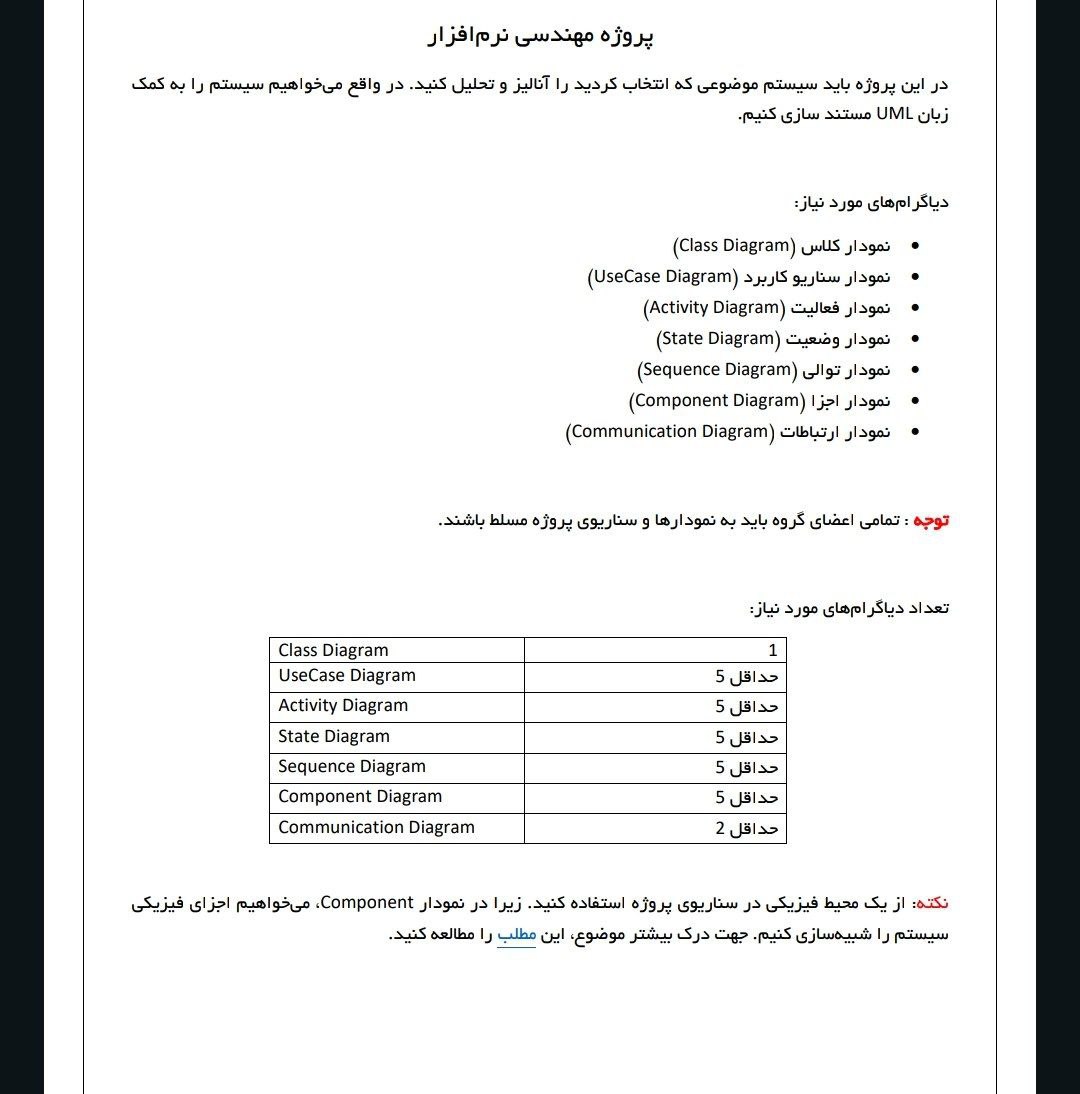 پروژه مهندسی نرم‌افزار
در این پروژه باید سیستم موضوعی که انتخاب کردید را آنالیز و تحلیل کنید. در واقع می‌خواهیم سیستم را به کمک
زبان UML مستند سازی کنیم.
دیاگرام‌های مورد نیاز:
• نمودار کلاس (Class Diagram)
• نمودار سناریو کاربرد (UseCase Diagram)
• نمودار فعالیت (Activity Diagram)
• نمودار وضعیت (State Diagram)
• نمودار توالی (Sequence Diagram)
• نمودار اجزا (Component Diagram)
• نمودار ارتباطات (Communication Diagram)
توجه : تمامی اعضای گروه باید به نمودارها و سناریوی پروژه مسلط باشند.
تعداد دیاگرام‌های مورد نیاز:
Class Diagram 1
UseCase Diagram حداقل 5
Activity Diagram حداقل 5
State Diagram حداقل 5
Sequence Diagram حداقل 5
Component Diagram حداقل 5
Communication Diagram حداقل 2
نکته: از یک محیط فیزیکی در سناریوی پروژه استفاده کنید. زیرا در نمودار Component، می‌خواهیم اجزای فیزیکی
سیستم را شبیه‌سازی کنیم. جهت درک بیشتر موضوع، این مطلب را مطالعه کنید.